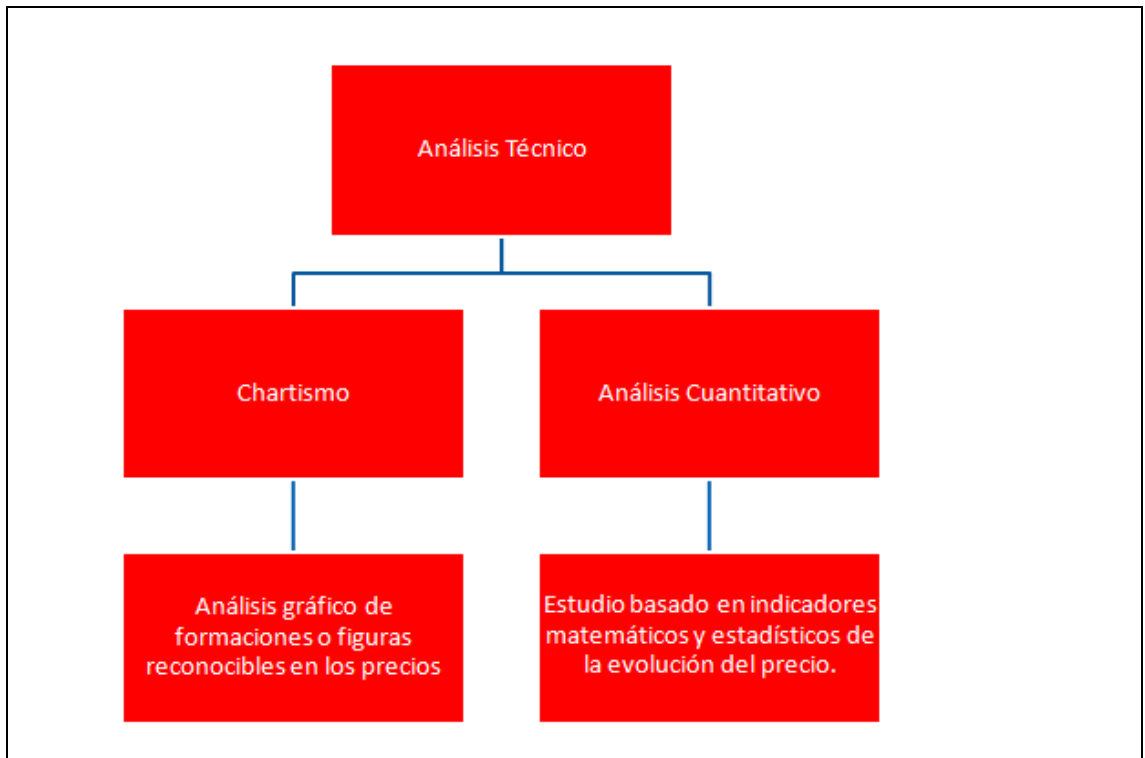 Análisis Técnico
Chartismo
Análisis Cuantitativo
Análisis gráfico de
formaciones o figuras
reconocibles en los precios
Estudio basado en indicadores
matemáticos y estadísticos de
la evolución del precio.